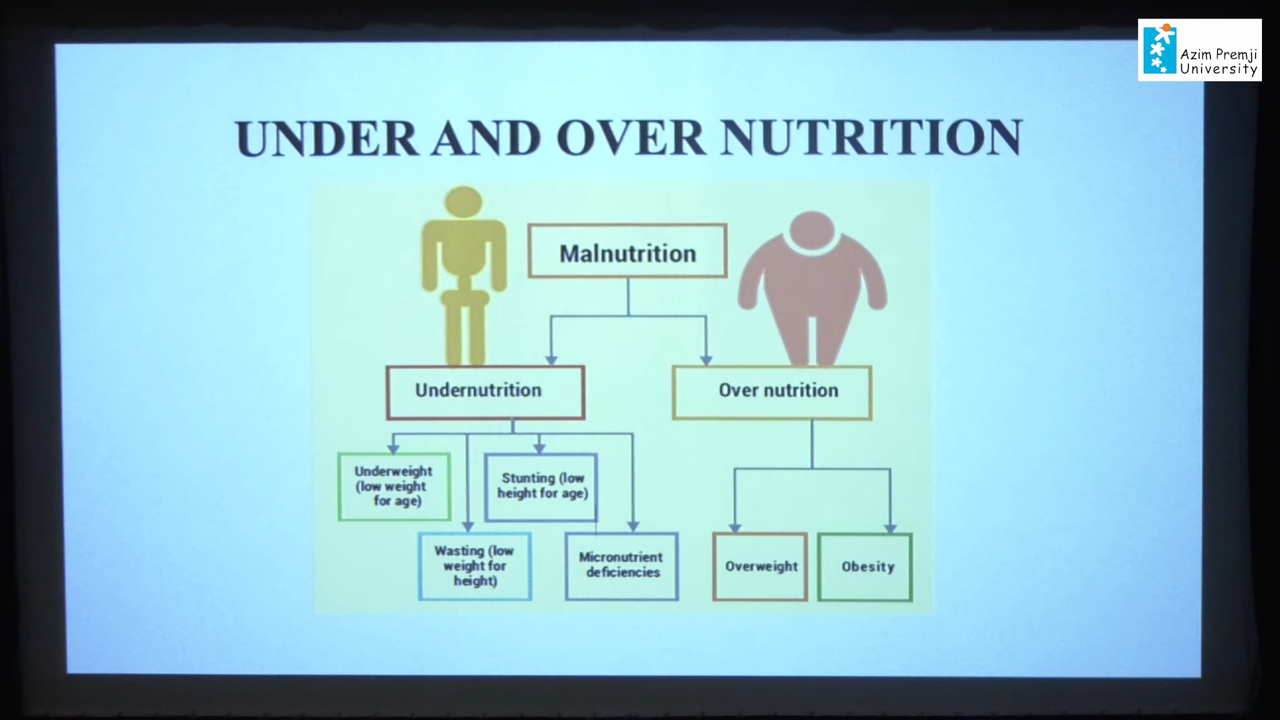 Azim Premji
University
UNDER AND OVER NUTRITION
Malnutrition
Undernutrition
Over nutrition
Underweight
(low weight
for age)
Stunting (low
height for age)
Wasting (low
weight for
height)
Micronutrient
deficiencies
Overweight
Obesity